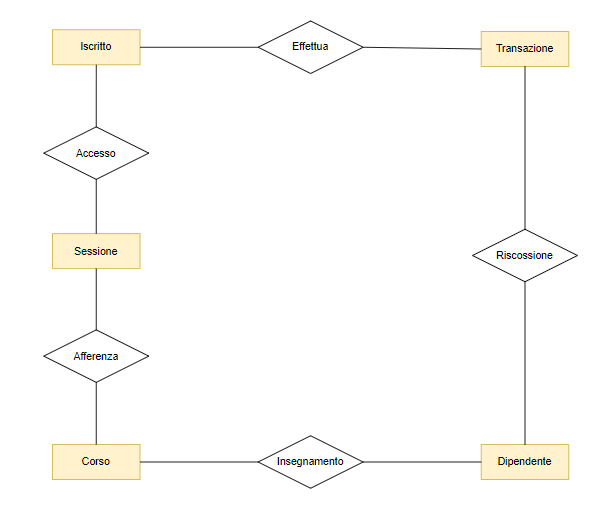 Iscritto
Effettua
Transazione
Accesso
Sessione
Riscossione
Afferenza
Corso
Insegnamento
Dipendente